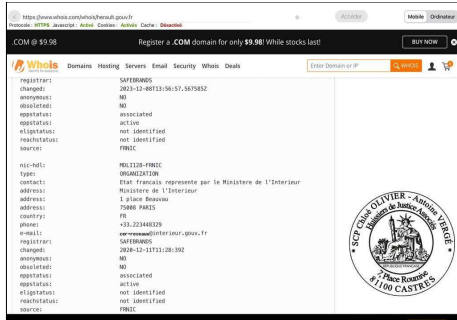 https://www.whois.com/whois/herault.gouv.fr
Accéder
Mobile Ordinateur
Protocole : HTTPS Javascript : Activé Cookies : Activés Cache : Désactivé
.COM @ $9.98
Register a .COM domain for only $9.98! While stocks last!
BUY NOW
Whois
Domains Hosting Servers Email Security Whois Deals
Enter Domain or IP
WHOIS
registrar: SAFEBRANDS
changed: 2023-12-08T13:56:57.567585Z
anonymous: NO
obsoleted: NO
eppstatus: associated
eppstatus: active
eligstatus: not identified
reachstatus: not identified
source: FRNIC
nic-hdl: MDLI128-FRNIC
type: ORGANIZATION
contact: Etat francais represente par le Ministere de l'Interieur
address: Ministere de l'Interieur
address: 1 place Beauvau
address: 75008 PARIS
country: FR
phone: +33.223448329
e-mail: @interieur.gouv.fr
registrar: SAFEBRANDS
changed: 2020-12-11T11:28:39Z
anonymous: NO
obsoleted: NO
eppstatus: associated
eppstatus: active
eligstatus: not identified
reachstatus: not identified
source: FRNIC
SCP Chloé OLIVIER - Antoine VERGÉ
Huissiers de Justice Associés
RÉPUBLIQUE FRANÇAISE
7, Place Roumive
81100 CASTRES